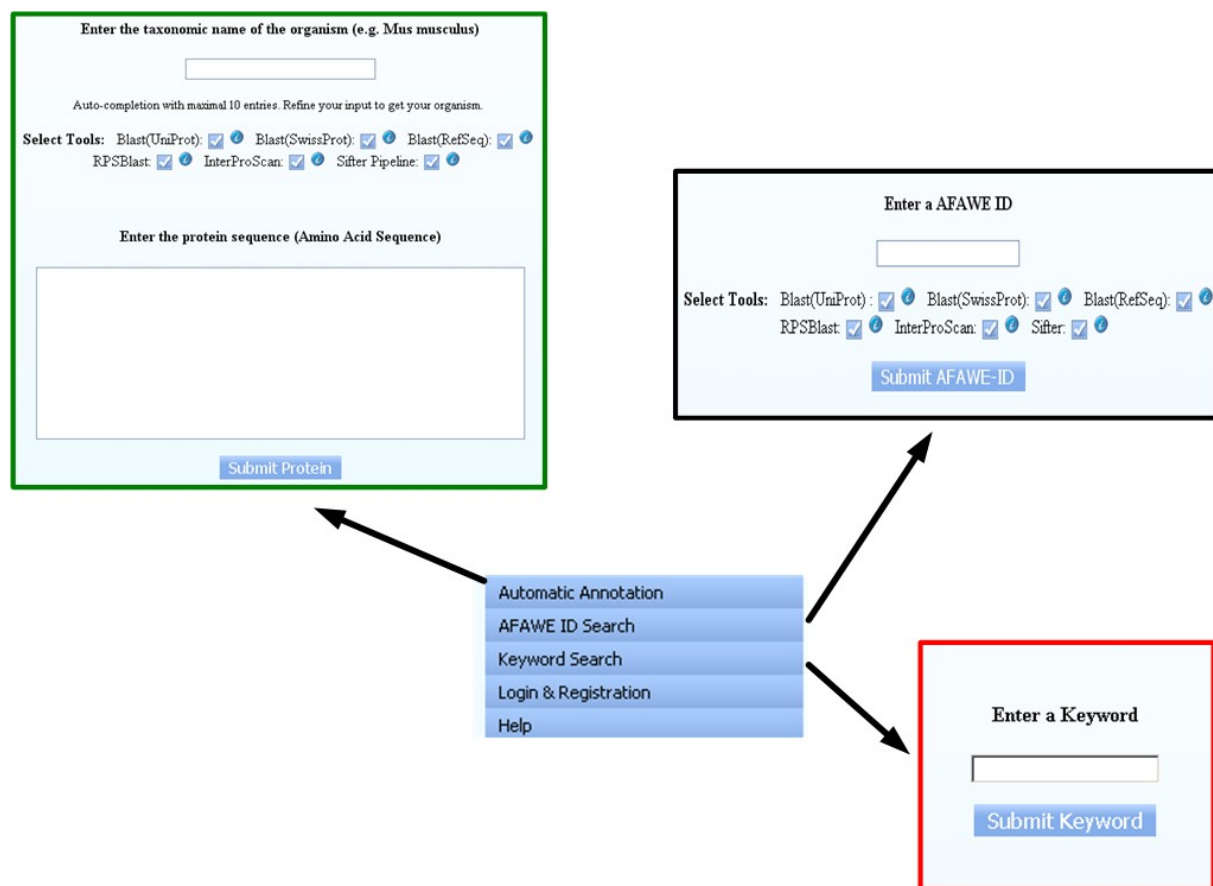 Enter the taxonomic name of the organism (e.g. Mus musculus)
Auto-completion with maximal 10 entries. Refine your input to get your organism.
Select Tools: Blast(UniProt): Blast(SwissProt): Blast(RefSeq):
RPSBlast: InterProScan: Sifter Pipeline:
Enter the protein sequence (Amino Acid Sequence)
Submit Protein
Enter a AFAWE ID
Select Tools: Blast(UniProt) : Blast(SwissProt): Blast(RefSeq):
RPSBlast: InterProScan: Sifter:
Submit AFAWE-ID
Automatic Annotation
AFAWE ID Search
Keyword Search
Login & Registration
Help
Enter a Keyword
Submit Keyword